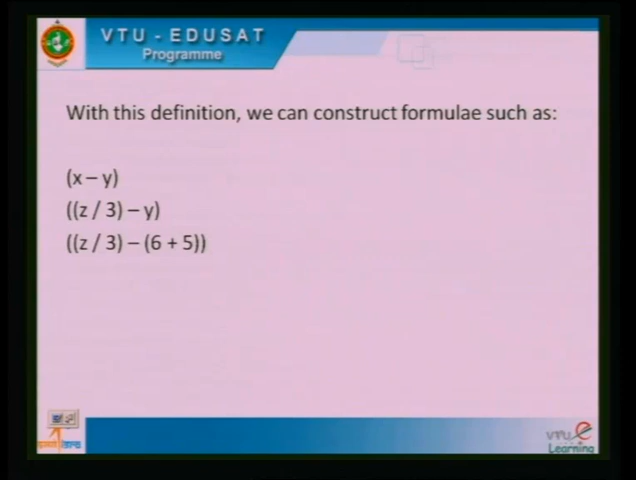 VTU - EDUSAT
Programme
With this definition, we can construct formulae such as:
(x – y)
((z / 3) – y)
((z / 3) – (6 + 5))
VTU e
Learning